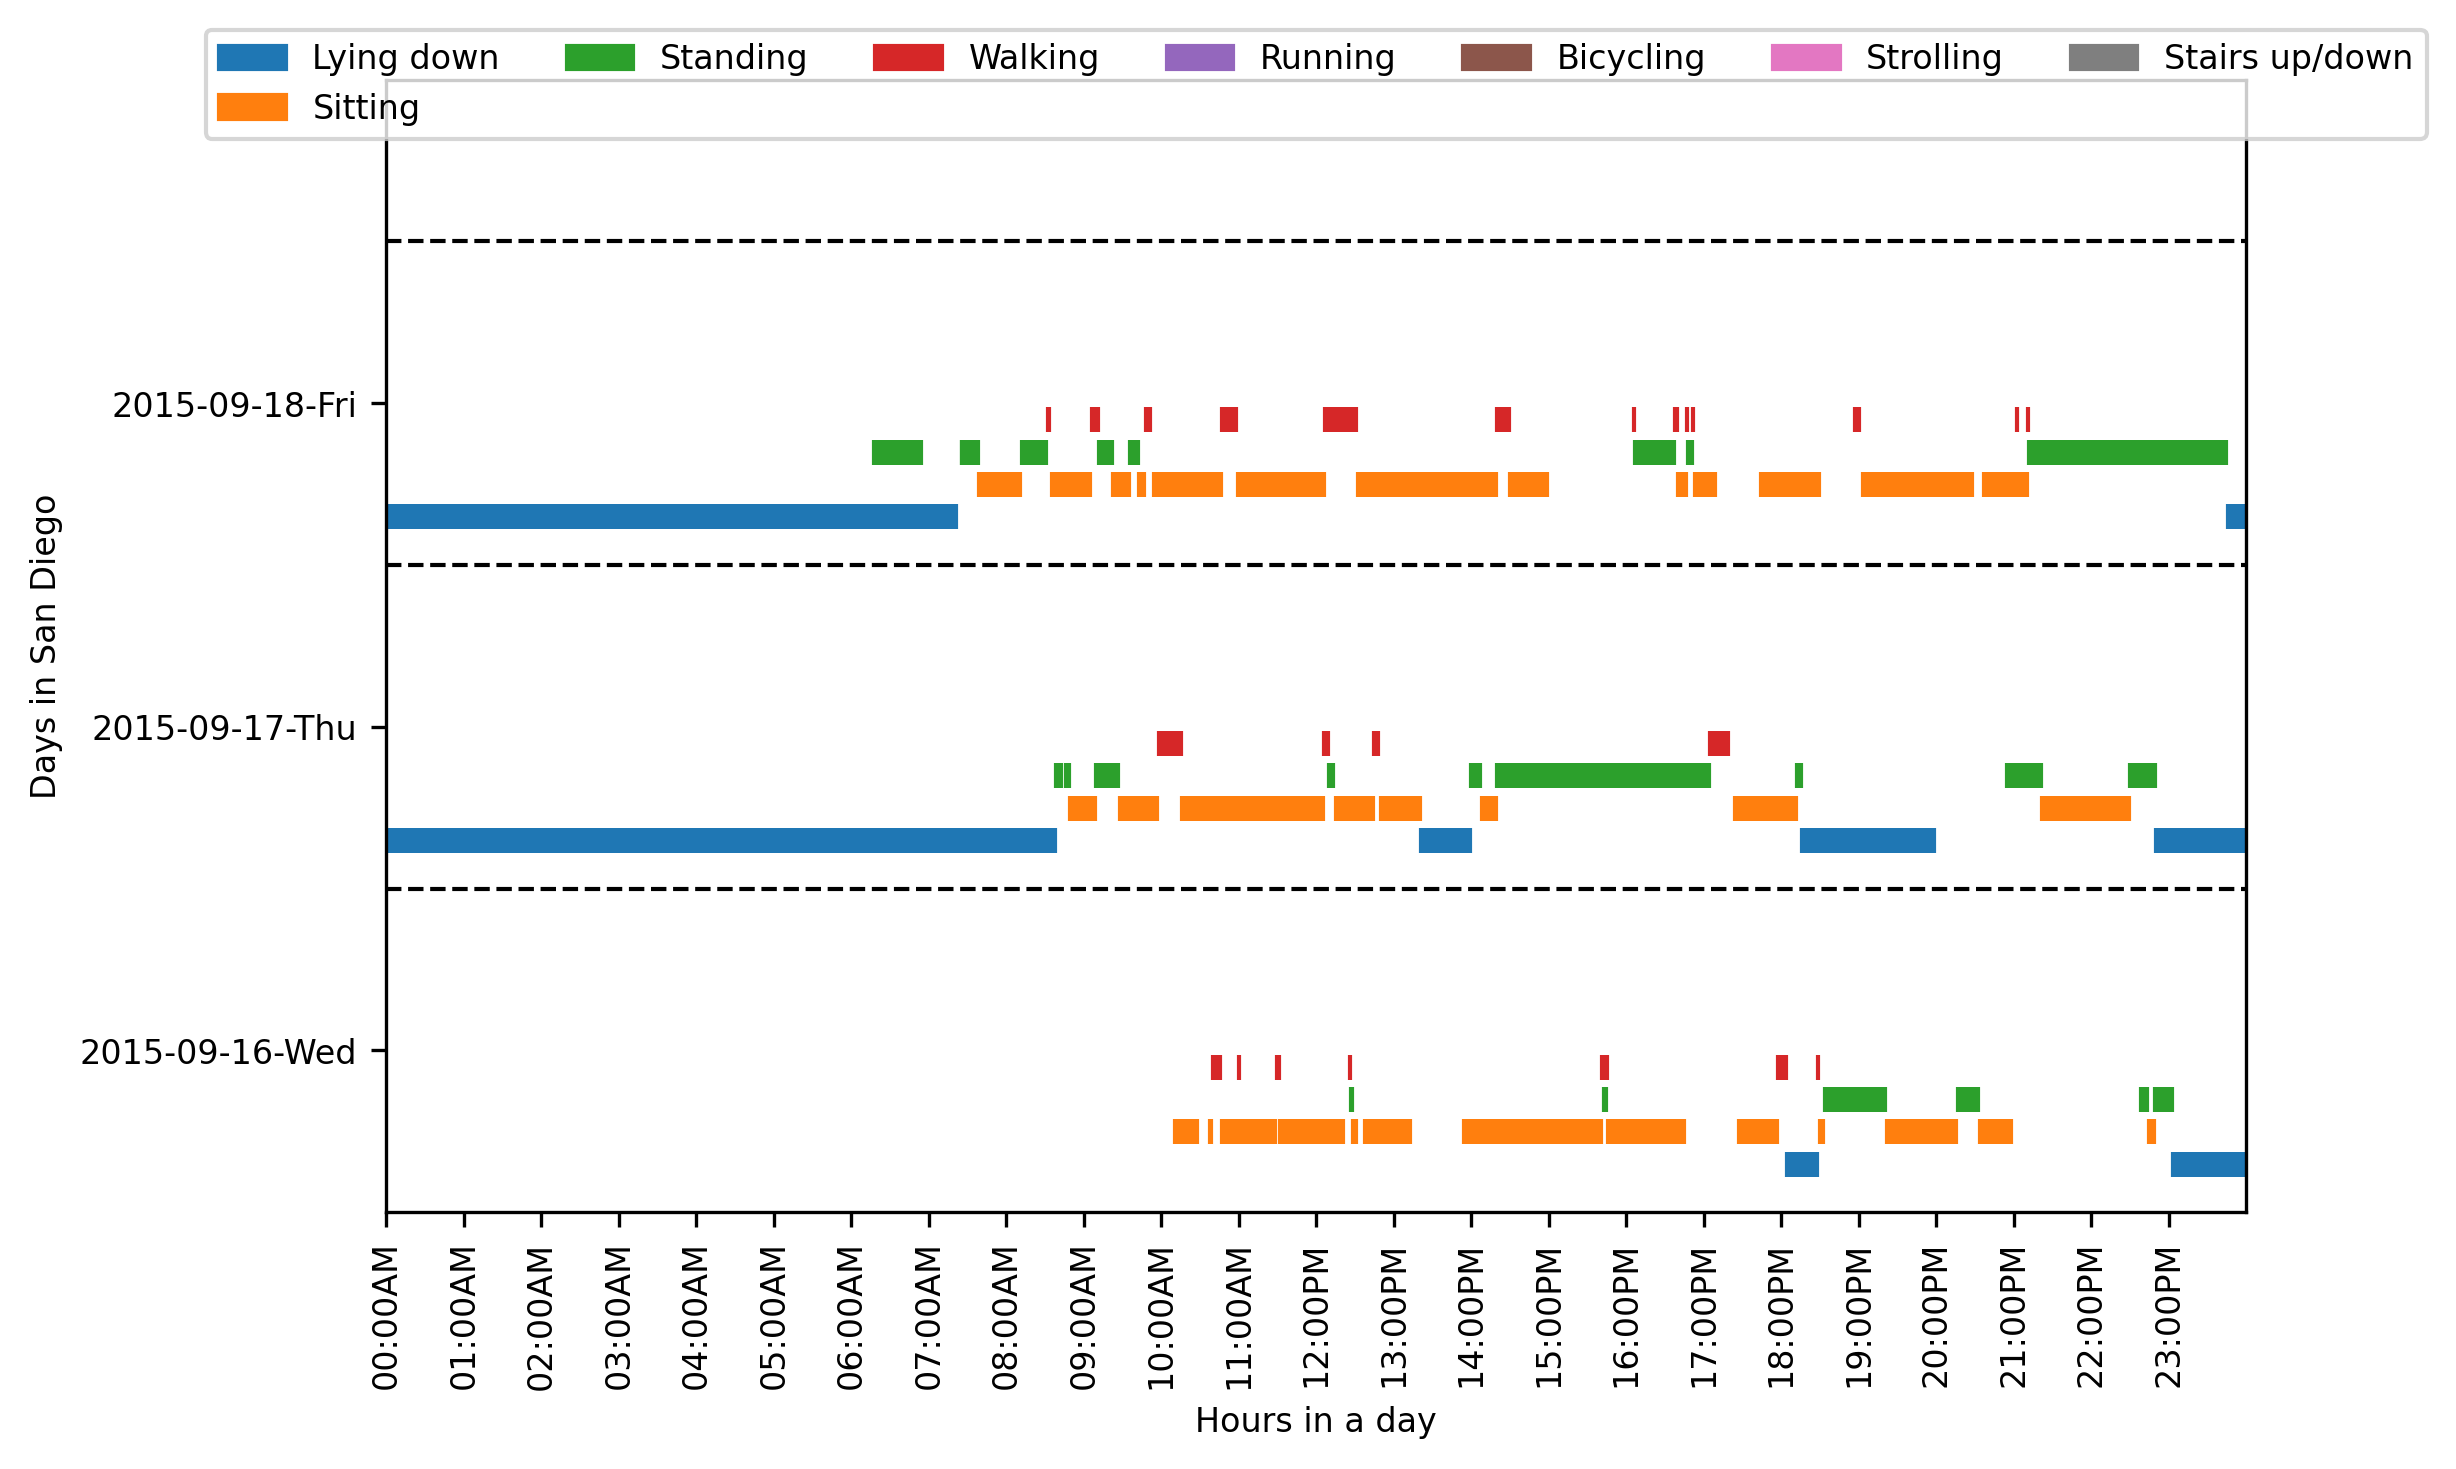 Lying down Standing Walking Running Bicycling Strolling Stairs up/down
Sitting
2015-09-18-Fri
2015-09-17-Thu
2015-09-16-Wed
Days in San Diego
00:00AM 01:00AM 02:00AM 03:00AM 04:00AM 05:00AM 06:00AM 07:00AM 08:00AM 09:00AM 10:00AM 11:00AM 12:00PM 13:00PM 14:00PM 15:00PM 16:00PM 17:00PM 18:00PM 19:00PM 20:00PM 21:00PM 22:00PM 23:00PM
Hours in a day